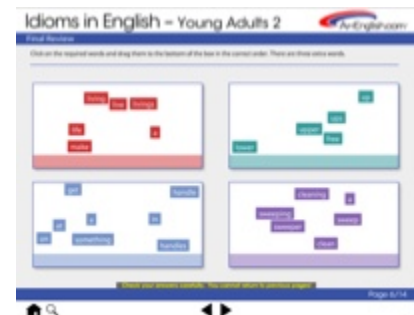 Idioms in English – Young Adults 2
ArtEnglish.com
Final Review
Click on the required words and drag them to the bottom of the box in the correct order. There are three extra words.
living
live
livings
life
a
make
up
ups
upper
free
lower
get
handle
a
in
at
on
something
handles
cleaning
a
sweeping
sweep
sweeper
clean
Check your answers carefully. You cannot return to previous pages!
Page 6/14